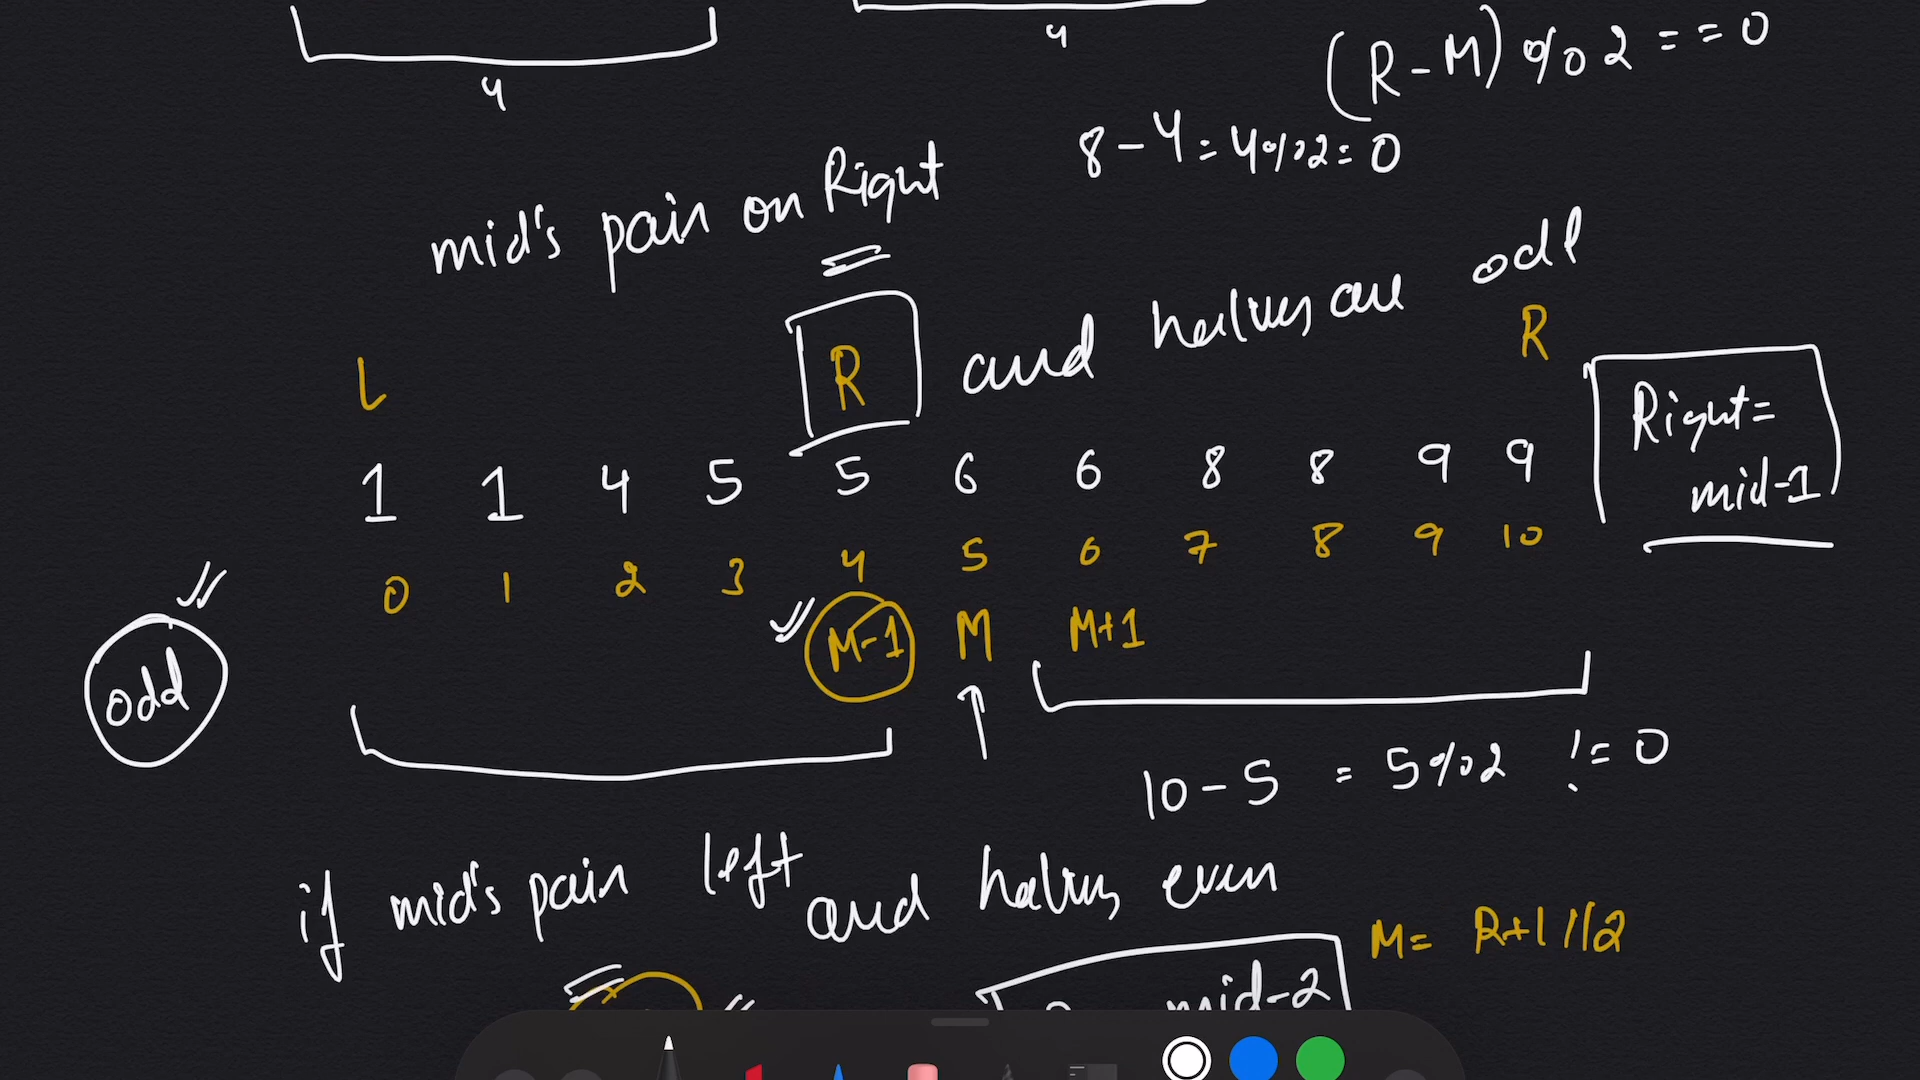 4
4
(R-M)%2==0
8-4=4%2=0
mid's pair on Right
and halves are odd
L R R
Right=
mid-1
1 1 4 5 5 6 6 8 8 9 9
0 1 2 3 4 5 6 7 8 9 10
M-1 M M+1
odd
10-5 = 5%2 != 0
if mid's pair left and halves even
M= R+L//2
mid-2